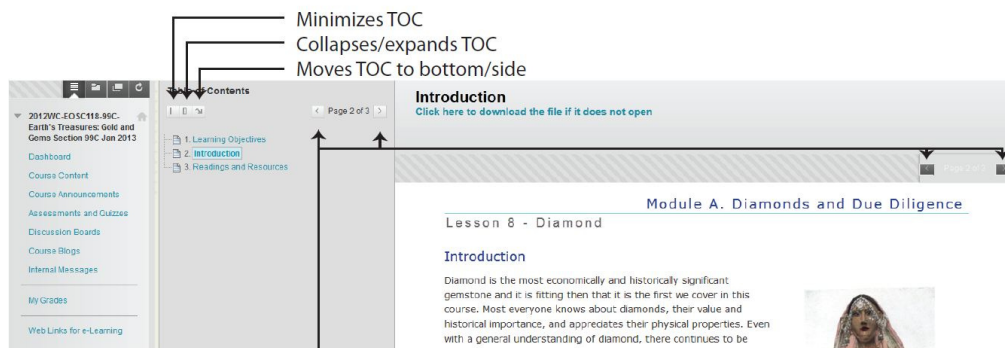 Minimizes TOC
Collapses/expands TOC
Moves TOC to bottom/side
2012WC-EOSC118-99C-
Earth's Treasures: Gold and
Gems Section 99C Jan 2013
Dashboard
Course Content
Course Announcements
Assessments and Quizzes
Discussion Boards
Course Blogs
Internal Messages
My Grades
Web Links for e-Learning
Table of Contents
Page 2 of 3
1. Learning Objectives
2. Introduction
3. Readings and Resources
Introduction
Click here to download the file if it does not open
Page 2 of 3
Module A. Diamonds and Due Diligence
Lesson 8 - Diamond
Introduction
Diamond is the most economically and historically significant
gemstone and it is fitting then that it is the first we cover in this
course. Most everyone knows about diamonds, their value and
historical importance, and appreciates their physical properties. Even
with a general understanding of diamond, there continues to be